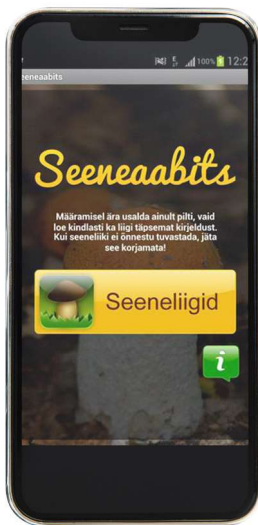 100% 12:2
eeneaabits
Seeneaabits
Määramisel ära usalda ainult pilti, vaid
loe kindlasti ka liigi täpsemat kirjeldust.
Kui seeneliiki ei õnnestu tuvastada, jäta
see korjamata!
Seeneliigid
i